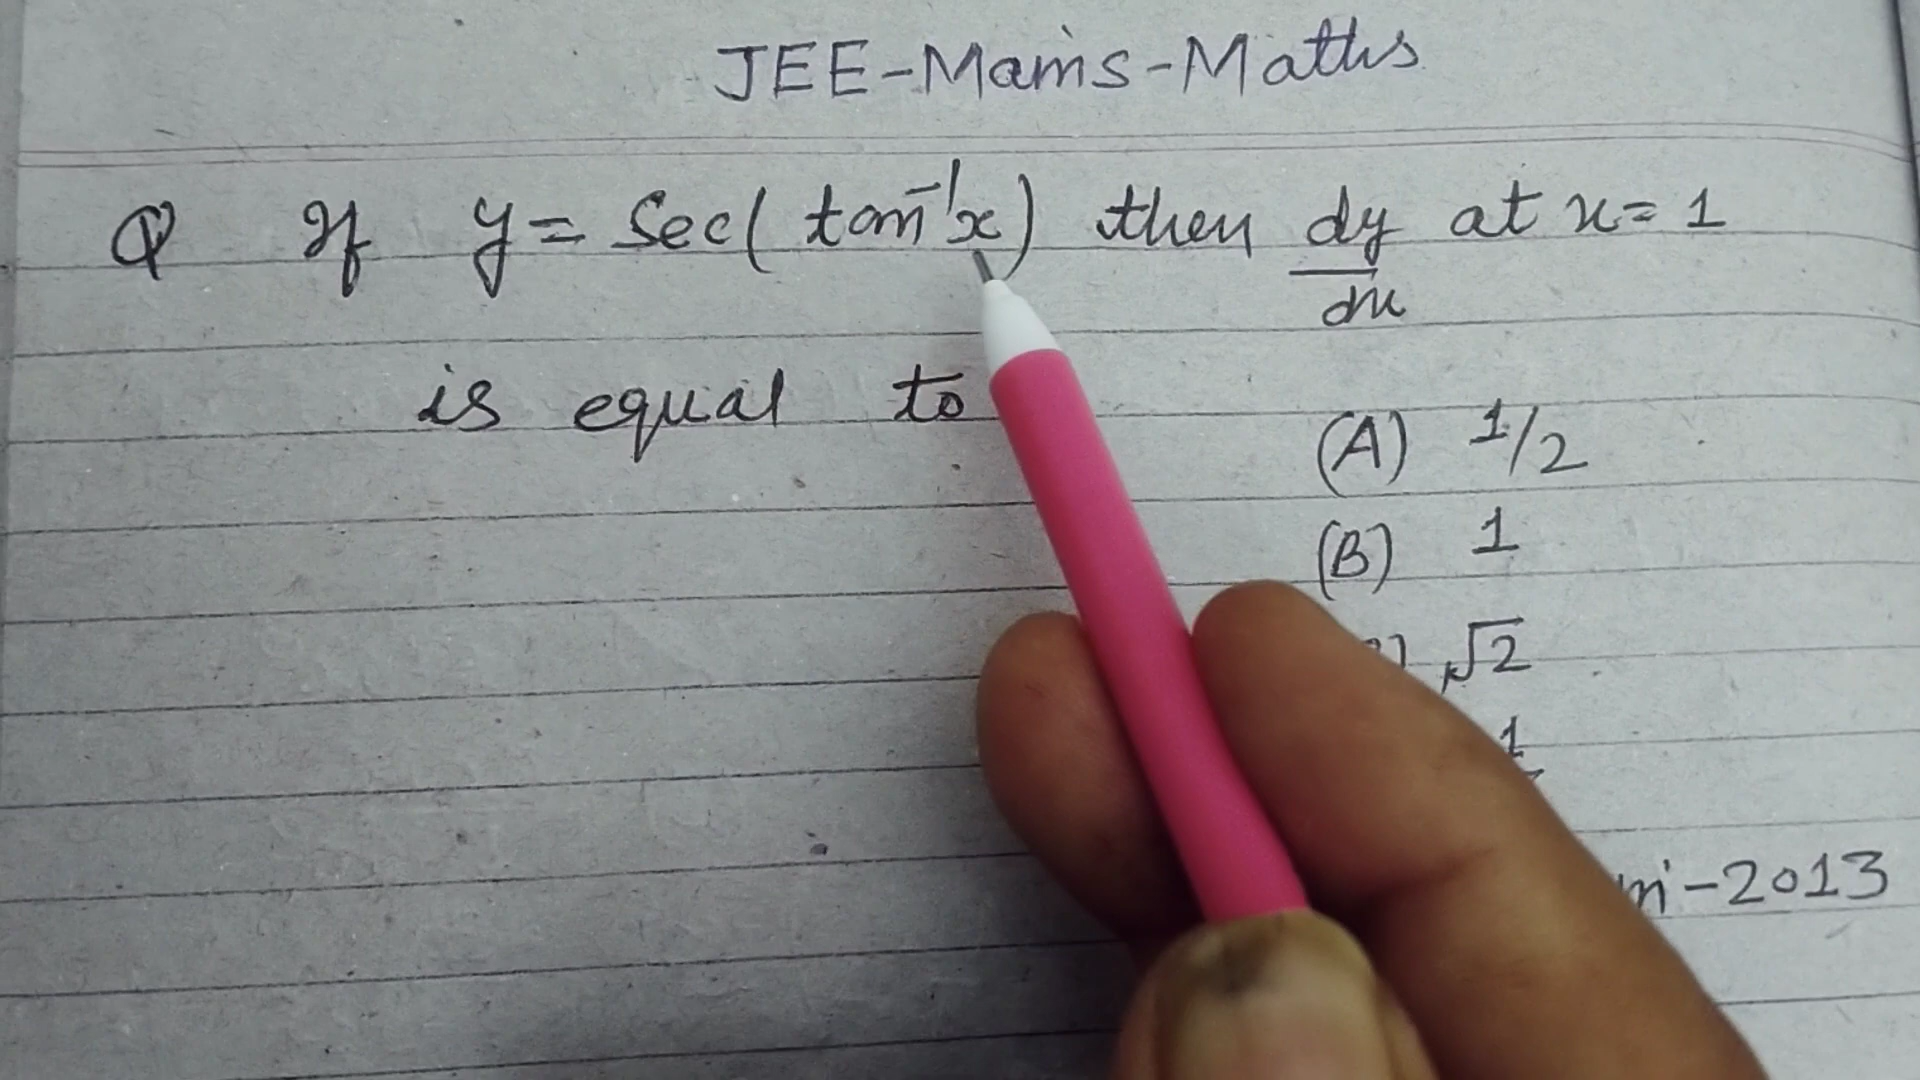 JEE-Mains-Maths
Q If y = Sec(tan⁻¹x) then dy/dx at x = 1
is equal to
(A) 1/2
(B) 1
√2
1
-2013